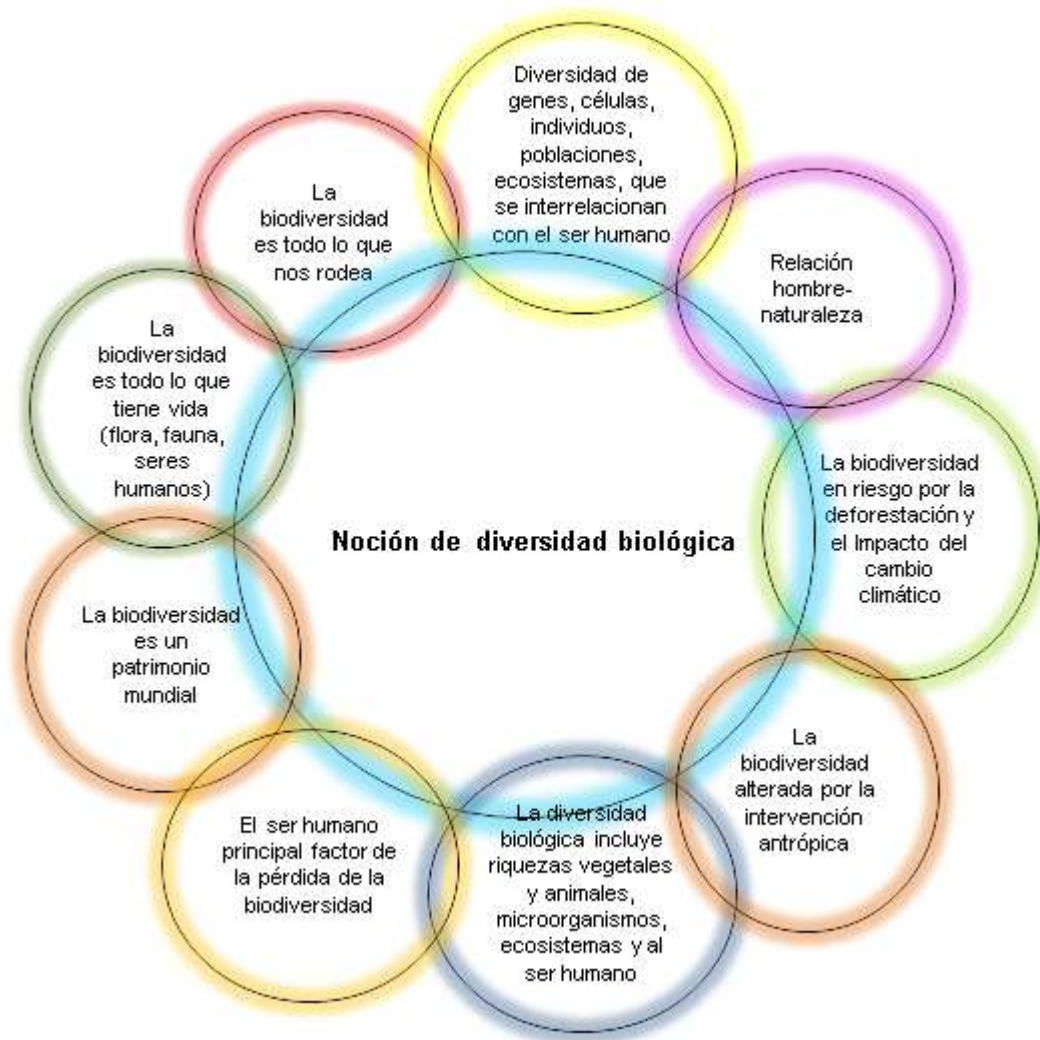 Diversidad de
genes, células,
individuos,
poblaciones,
ecosistemas, que
se interrelacionan
con el ser humano
La
biodiversidad
es todo lo que
nos rodea
Relación
hombre-
naturaleza
La
biodiversidad
es todo lo que
tiene vida
(flora, fauna,
seres
humanos)
La biodiversidad
en riesgo por la
deforestación y
el Impacto del
cambio
climático
Noción de diversidad biológica
La biodiversidad
es un
patrimonio
mundial
La
biodiversidad
alterada por la
intervención
antrópica
El ser humano
principal factor de
la pérdida de la
biodiversidad
La diversidad
biológica incluye
riquezas vegetales
y animales,
microorganismos,
ecosistemas y al
ser humano